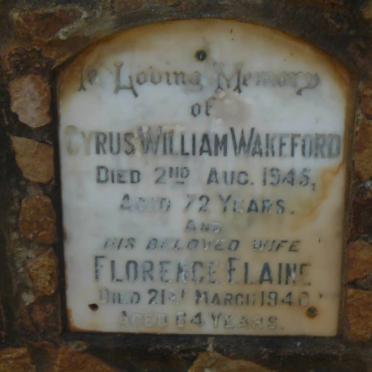 In Loving Memory
of
Cyrus William Wakeford
Died 2nd Aug. 1945,
Aged 72 Years.
And
His Beloved Wife
Florence Elaine
Died 21st March
Aged 64 Years.